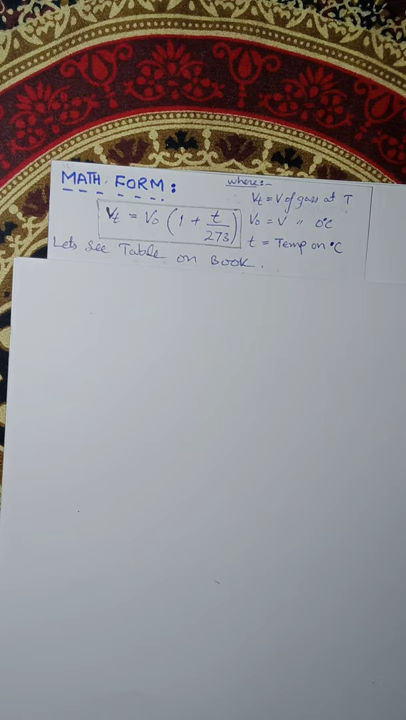 MATH FORM:
where:-
Vt = V of gass at T
Vt = V₀ (1 + t/273)
V₀ = V " 0°C
t = Temp on °C
Lets see Table on Book.